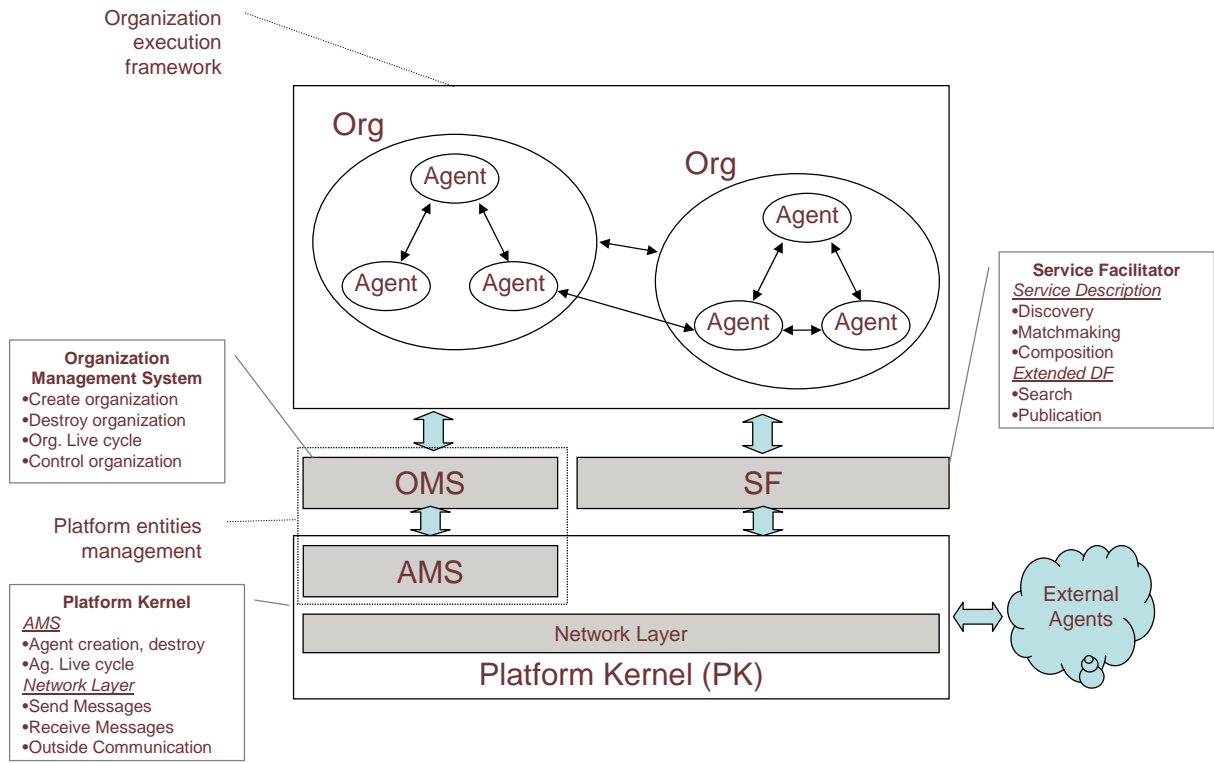 Organization
execution
framework
Org
Agent
Agent
Agent
Org
Agent
Agent
Agent
Service Facilitator
Service Description
•Discovery
•Matchmaking
•Composition
Extended DF
•Search
•Publication
Organization
Management System
•Create organization
•Destroy organization
•Org. Live cycle
•Control organization
OMS
SF
Platform entities
management
AMS
Platform Kernel
AMS
•Agent creation, destroy
•Ag. Live cycle
Network Layer
•Send Messages
•Receive Messages
•Outside Communication
Network Layer
Platform Kernel (PK)
External
Agents